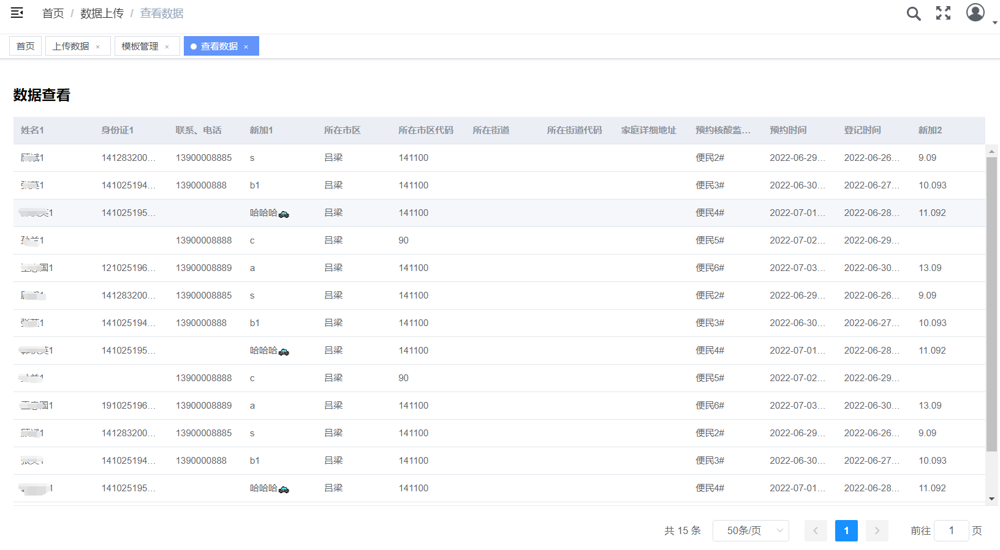 首页 / 数据上传 / 查看数据
首页 上传数据 × 模板管理 × 查看数据 ×
数据查看
姓名1 身份证1 联系、电话 新加1 所在市区 所在市区代码 所在街道 所在街道代码 家庭详细地址 预约核酸监... 预约时间 登记时间 新加2
1 141283200... 13900008885 s 吕梁 141100 便民2# 2022-06-29... 2022-06-26... 9.09
1 141025194... 1390000888 b1 吕梁 141100 便民3# 2022-06-30... 2022-06-27... 10.093
1 141025195... 哈哈哈🚗 吕梁 141100 便民4# 2022-07-01... 2022-06-28... 11.092
1 13900008888 c 吕梁 90 便民5# 2022-07-02... 2022-06-29...
国1 121025196... 13900008889 a 吕梁 141100 便民6# 2022-07-03... 2022-06-30... 13.09
141283200... 13900008885 s 吕梁 141100 便民2# 2022-06-29... 2022-06-26... 9.09
1 141025194... 1390000888 b1 吕梁 141100 便民3# 2022-06-30... 2022-06-27... 10.093
英1 141025195... 哈哈哈🚗 吕梁 141100 便民4# 2022-07-01... 2022-06-28... 11.092
13900008888 c 吕梁 90 便民5# 2022-07-02... 2022-06-29...
国1 191025196... 13900008889 a 吕梁 141100 便民6# 2022-07-03... 2022-06-30... 13.09
1 141283200... 13900008885 s 吕梁 141100 便民2# 2022-06-29... 2022-06-26... 9.09
141025194... 1390000888 b1 吕梁 141100 便民3# 2022-06-30... 2022-06-27... 10.093
1 141025195... 哈哈哈🚗 吕梁 141100 便民4# 2022-07-01... 2022-06-28... 11.092
共 15 条 50条/页 1 前往 1 页